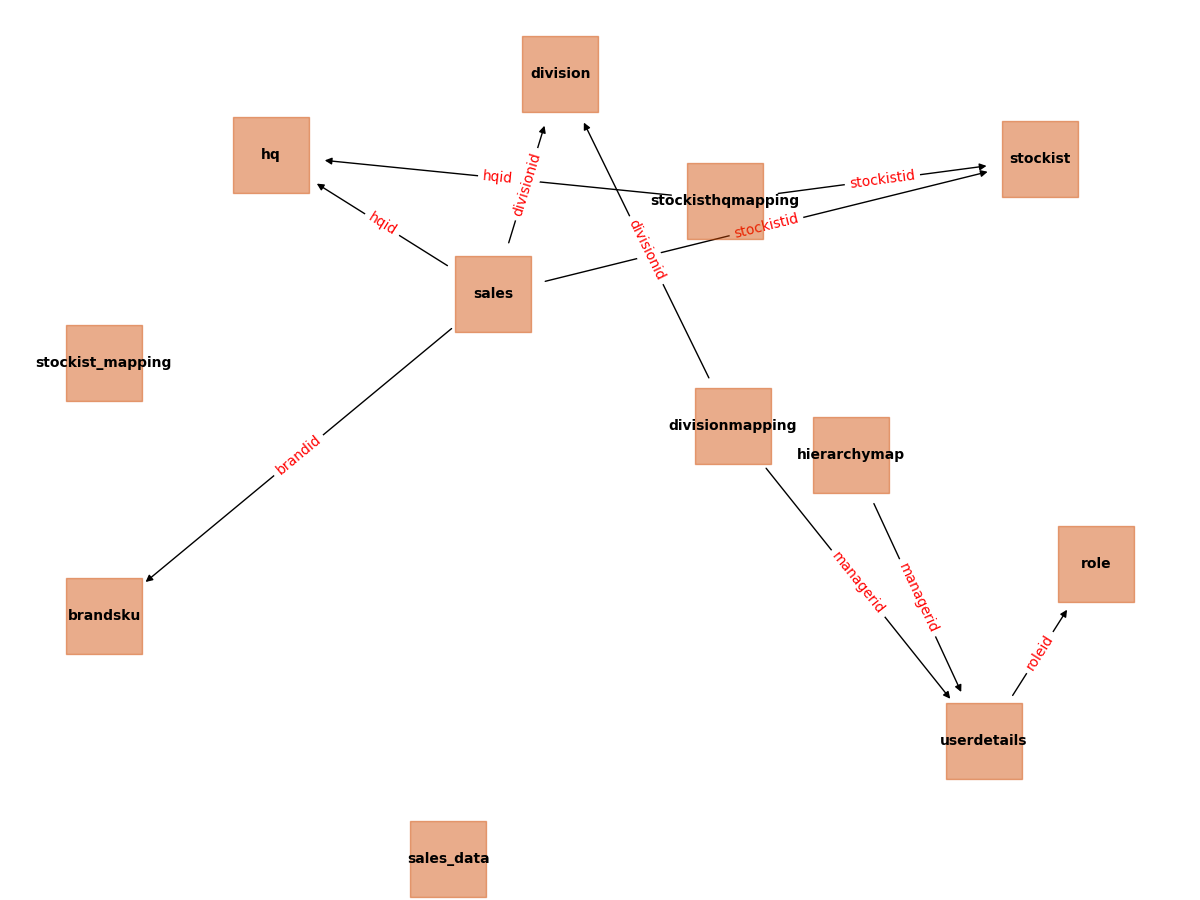 division
hq
stockist
divisionid
hqid
stockistid
stockisthqmapping
hqid
stockistid
divisionid
sales
stockist_mapping
divisionmapping
brandid
hierarchymap
role
managerid
managerid
brandsku
roleid
userdetails
sales_data